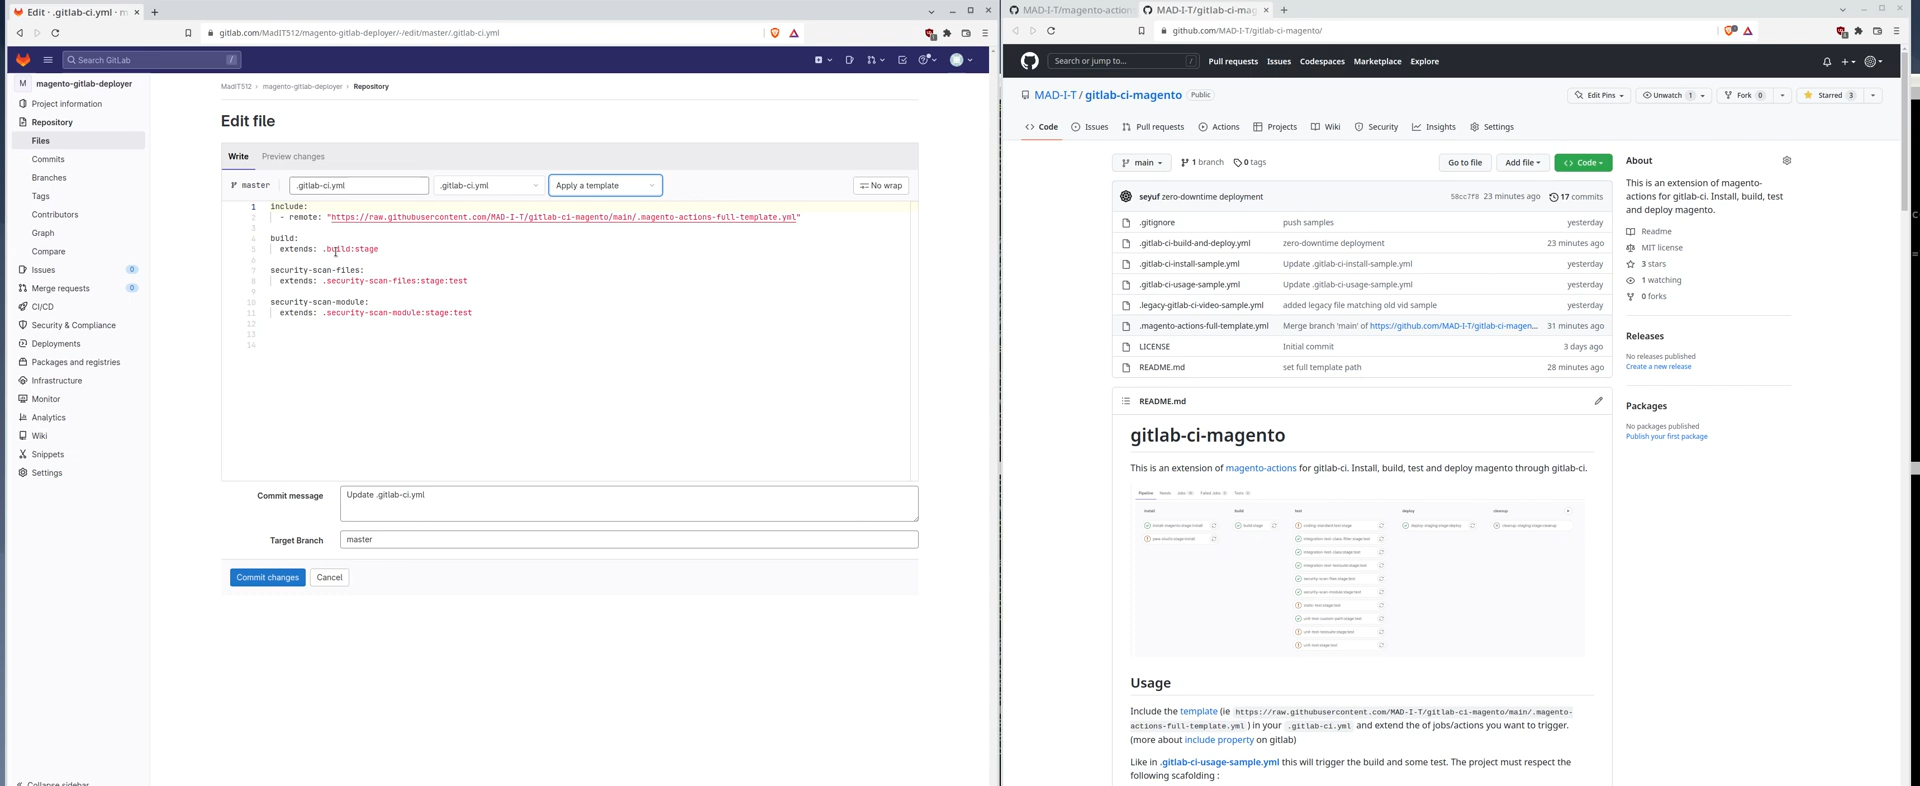 Edit · .gitlab-ci.yml · m
gitlab.com/MadIT512/magento-gitlab-deployer/-/edit/master/.gitlab-ci.yml
Search GitLab
/
M magento-gitlab-deployer
Project information
Repository
Files
Commits
Branches
Tags
Contributors
Graph
Compare
Issues 0
Merge requests 0
CI/CD
Security & Compliance
Deployments
Packages and registries
Infrastructure
Monitor
Analytics
Wiki
Snippets
Settings
Collapse sidebar
MadIT512 > magento-gitlab-deployer > Repository
Edit file
Write Preview changes
master .gitlab-ci.yml .gitlab-ci.yml Apply a template No wrap
1 include:
2 - remote: "https://raw.githubusercontent.com/MAD-I-T/gitlab-ci-magento/main/.magento-actions-full-template.yml"
3
4 build:
5 extends: .build:stage
6
7 security-scan-files:
8 extends: .security-scan-files:stage:test
9
10 security-scan-module:
11 extends: .security-scan-module:stage:test
12
13
14
Commit message Update .gitlab-ci.yml
Target Branch master
Commit changes Cancel
MAD-I-T/magento-action
MAD-I-T/gitlab-ci-mag
github.com/MAD-I-T/gitlab-ci-magento/
Search or jump to... / Pull requests Issues Codespaces Marketplace Explore
MAD-I-T / gitlab-ci-magento Public
Edit Pins Unwatch 1 Fork 0 Starred 3
Code Issues Pull requests Actions Projects Wiki Security Insights Settings
main 1 branch 0 tags Go to file Add file Code
seyuf zero-downtime deployment 58cc7f8 23 minutes ago 17 commits
.gitignore push samples yesterday
.gitlab-ci-build-and-deploy.yml zero-downtime deployment 23 minutes ago
.gitlab-ci-install-sample.yml Update .gitlab-ci-install-sample.yml yesterday
.gitlab-ci-usage-sample.yml Update .gitlab-ci-usage-sample.yml yesterday
.legacy-gitlab-ci-video-sample.yml added legacy file matching old vid sample yesterday
.magento-actions-full-template.yml Merge branch 'main' of https://github.com/MAD-I-T/gitlab-ci-magen... 31 minutes ago
LICENSE Initial commit 3 days ago
README.md set full template path 28 minutes ago
README.md
gitlab-ci-magento
This is an extension of magento-actions for gitlab-ci. Install, build, test and deploy magento through gitlab-ci.
Usage
Include the template (ie https://raw.githubusercontent.com/MAD-I-T/gitlab-ci-magento/main/.magento-
actions-full-template.yml ) in your .gitlab-ci.yml and extend the of jobs/actions you want to trigger.
(more about include property on gitlab)
Like in .gitlab-ci-usage-sample.yml this will trigger the build and some test. The project must respect the
following scafolding :
About
This is an extension of magento-
actions for gitlab-ci. Install, build, test
and deploy magento.
Readme
MIT license
3 stars
1 watching
0 forks
Releases
No releases published
Create a new release
Packages
No packages published
Publish your first package